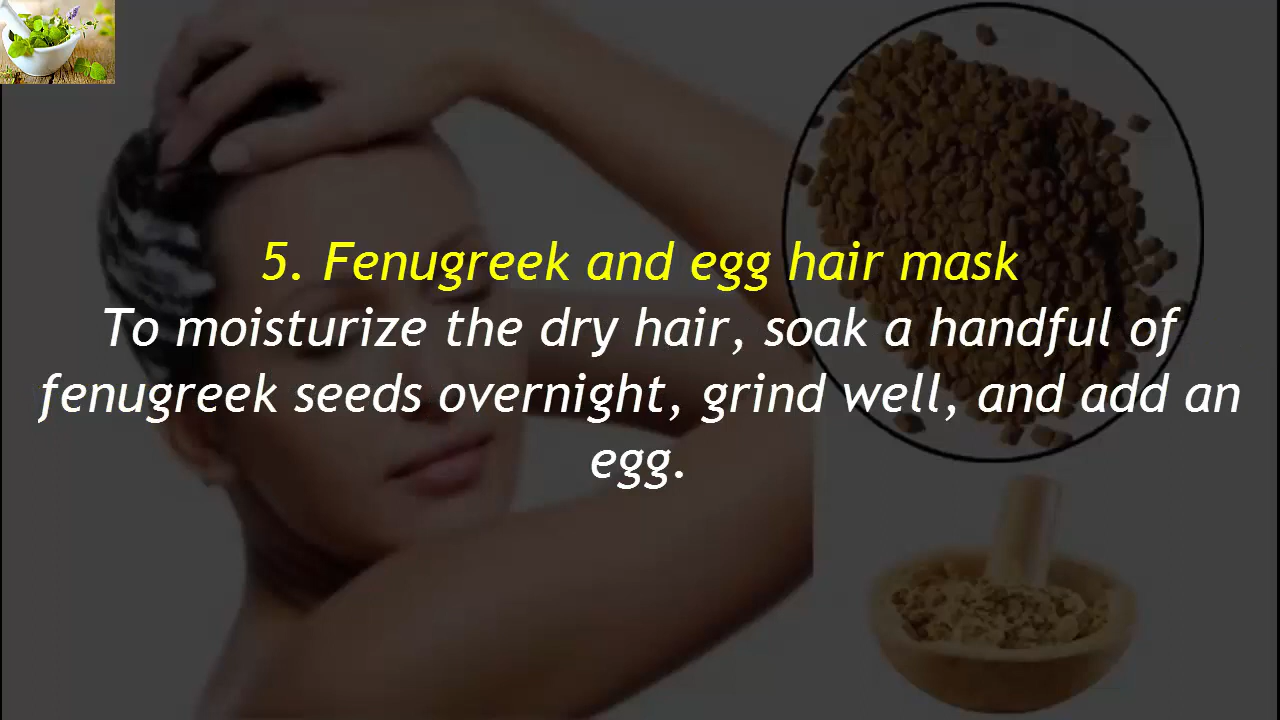 5. Fenugreek and egg hair mask
To moisturize the dry hair, soak a handful of
fenugreek seeds overnight, grind well, and add an
egg.